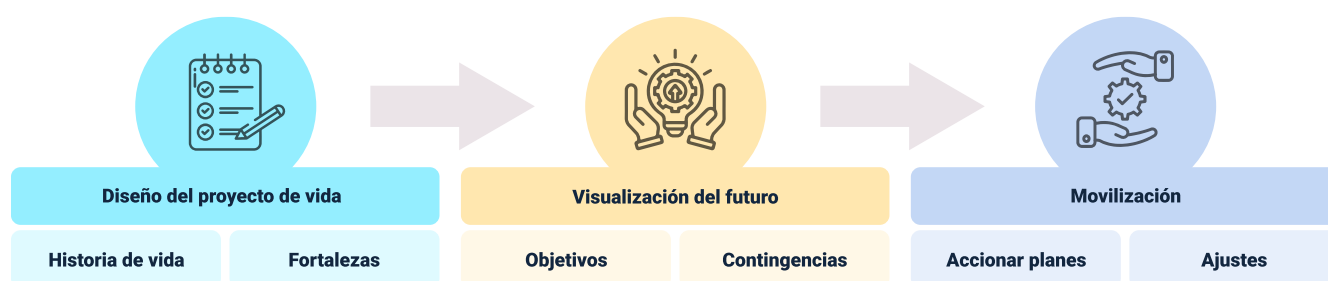 Diseño del proyecto de vida
Visualización del futuro
Movilización
Historia de vida
Fortalezas
Objetivos
Contingencias
Accionar planes
Ajustes